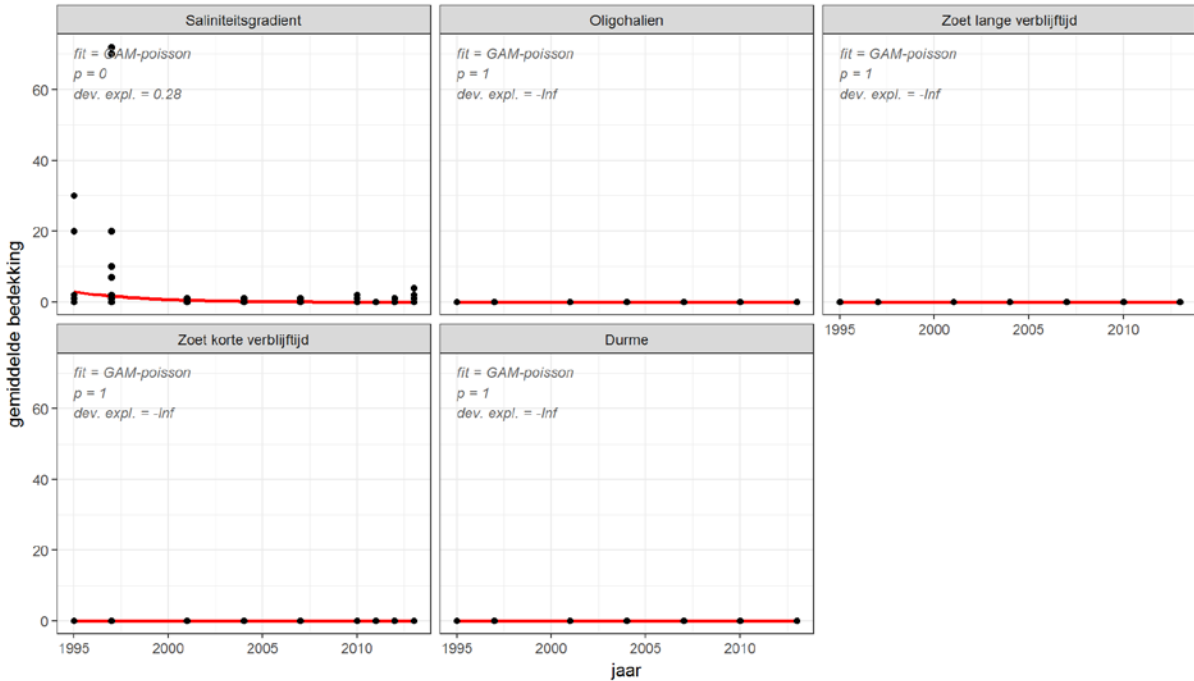 Saliniteitsgradient
Oligohalien
Zoet lange verblijftijd
fit = GAM-poisson
p = 0
dev. expl. = 0.28
fit = GAM-poisson
p = 1
dev. expl. = -Inf
fit = GAM-poisson
p = 1
dev. expl. = -Inf
60
40
20
0
1995
2000
2005
2010
Zoet korte verblijftijd
Durme
fit = GAM-poisson
p = 1
dev. expl. = -Inf
fit = GAM-poisson
p = 1
dev. expl. = -Inf
60
40
20
0
1995
2000
2005
2010
1995
2000
2005
2010
gemiddelde bedekking
jaar